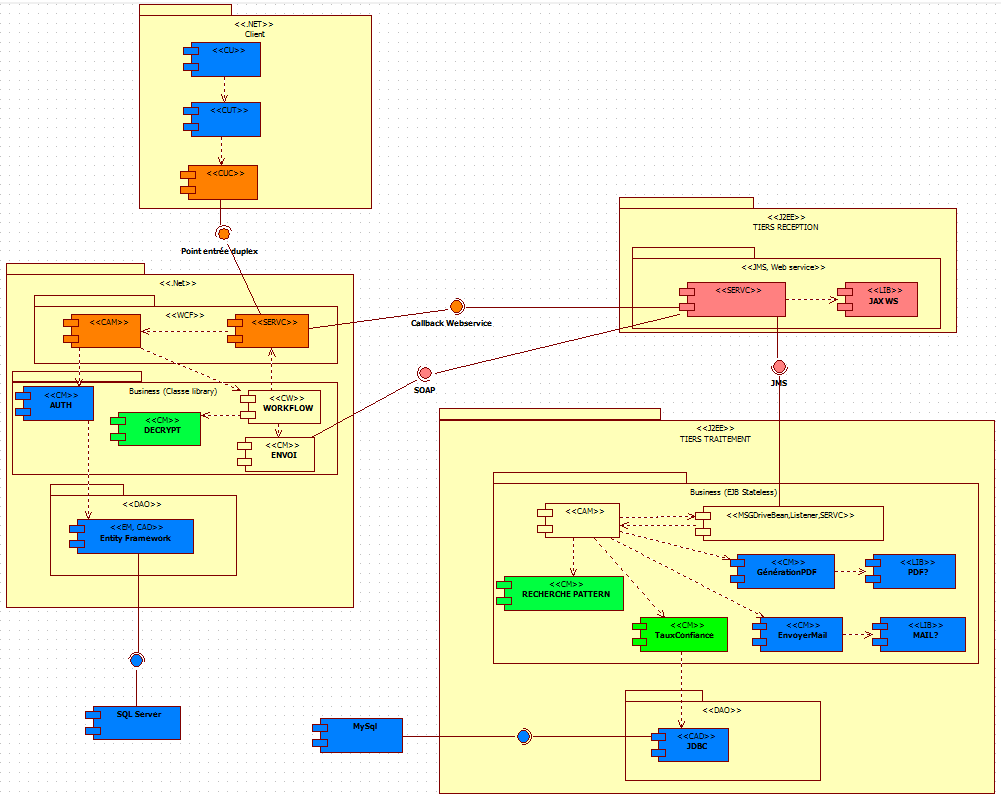 <<.NET>>
Client
<<CU>>
<<CUT>>
<<CUC>>
Point entrée duplex
<<.Net>>
<<WCF>>
<<CAM>>
<<SERVC>>
Callback Webservice
SOAP
Business (Classe library)
<<CM>>
AUTH
<<CM>>
DECRYPT
<<CW>>
WORKFLOW
<<CM>>
ENVOI
<<DAO>>
<<EM, CAD>>
Entity Framework
SQL Server
MySql
<<J2EE>>
TIERS RECEPTION
<<JMS, Web service>>
<<SERVC>>
<<LIB>>
JAX WS
JMS
<<J2EE>>
TIERS TRAITEMENT
Business (EJB Stateless)
<<CAM>>
<<MSGDriveBean,Listener,SERVC>>
<<CM>>
GénérationPDF
<<LIB>>
PDF?
<<CM>>
RECHERCHE PATTERN
<<CM>>
TauxConfiance
<<CM>>
EnvoyerMail
<<LIB>>
MAIL?
<<DAO>>
<<CAD>>
JDBC